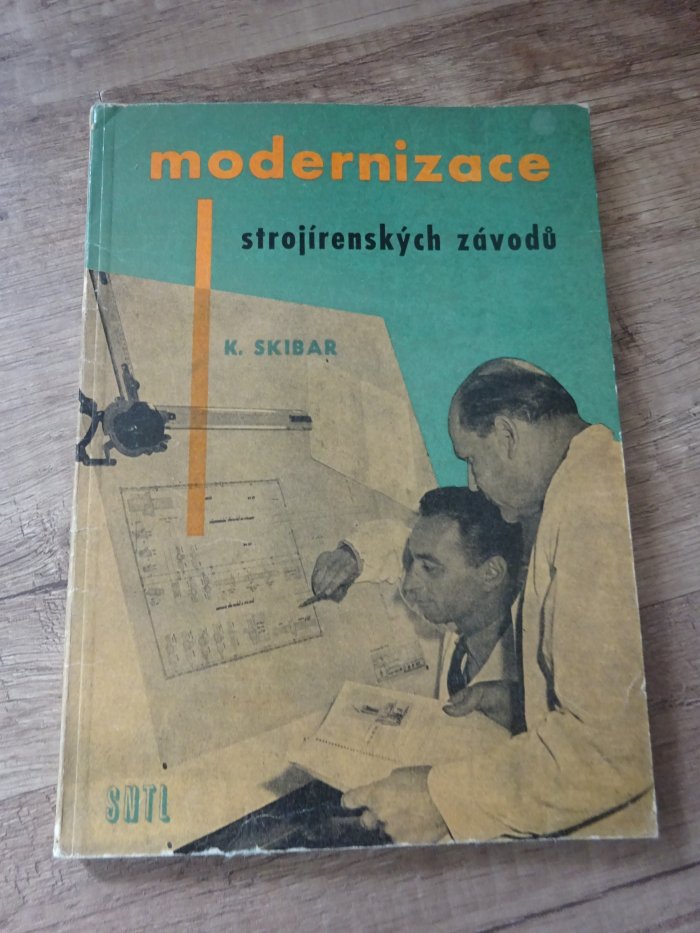 modernizace
strojírenských závodů
K. SKIBAR
SNTL